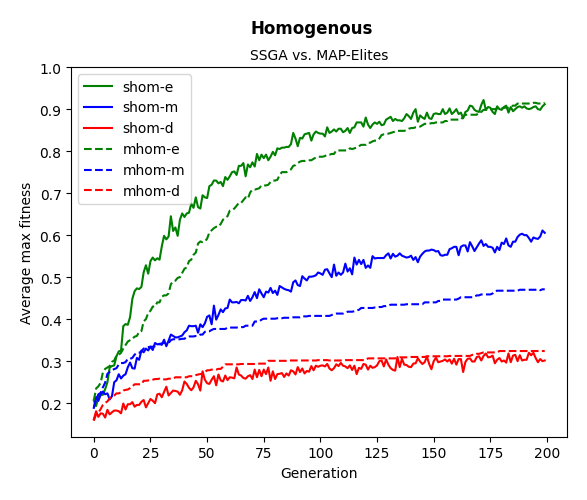 Homogenous
SSGA vs. MAP-Elites
1.0
0.9
0.8
0.7
0.6
0.5
0.4
0.3
0.2
Average max fitness
shom-e
shom-m
shom-d
mhom-e
mhom-m
mhom-d
0 25 50 75 100 125 150 175 200
Generation